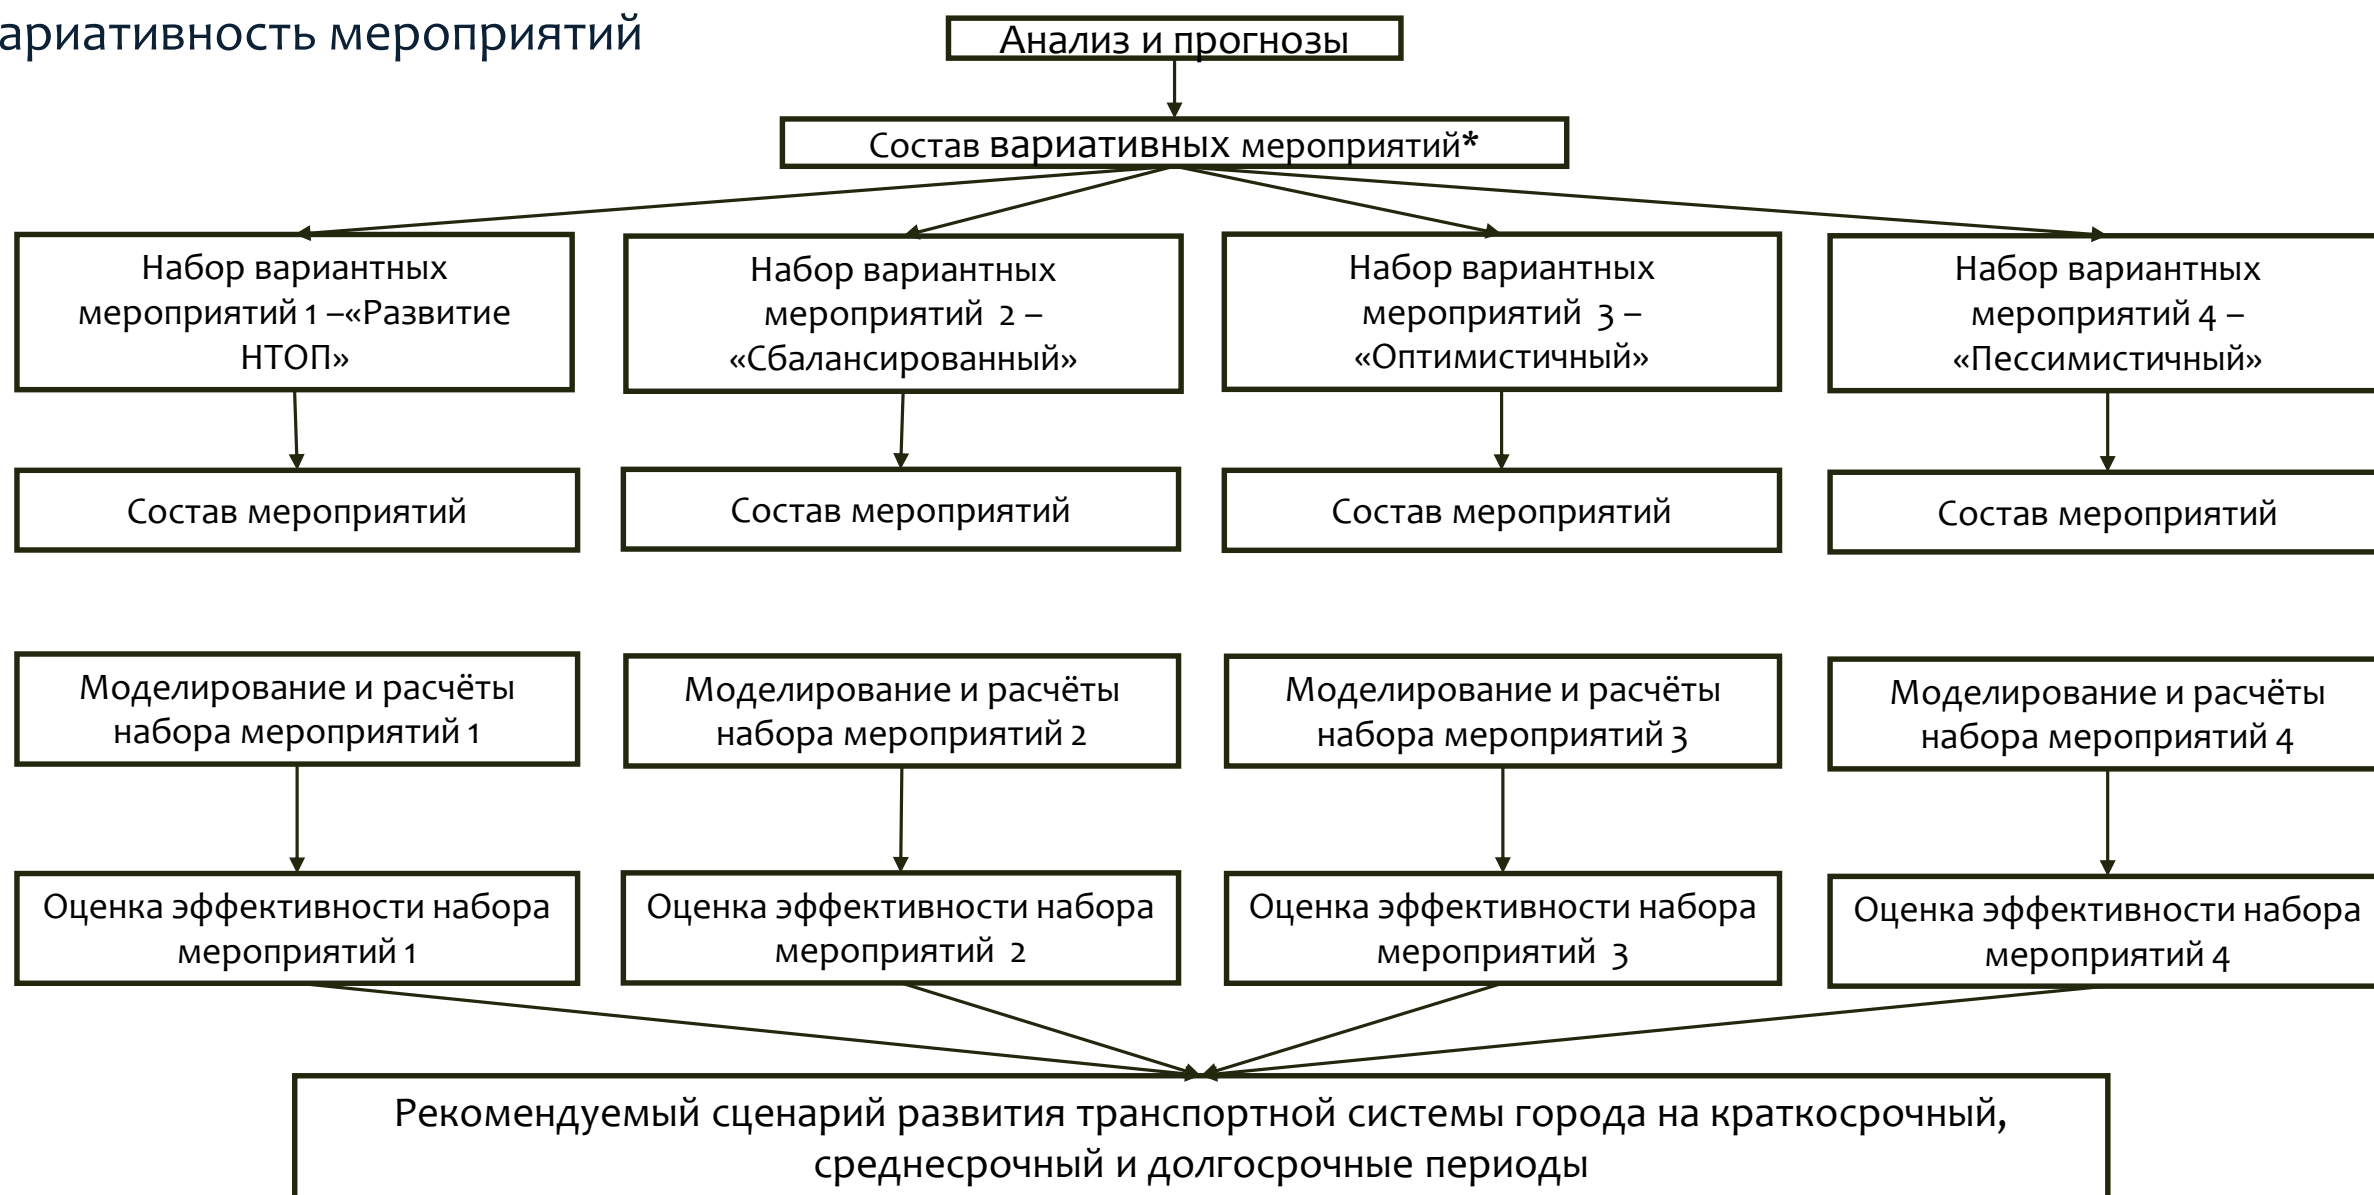 ариативность мероприятий
Анализ и прогнозы
Состав вариативных мероприятий*
Набор вариантных
мероприятий 1 –«Развитие
НТОП»
Набор вариантных
мероприятий 2 –
«Сбалансированный»
Набор вариантных
мероприятий 3 –
«Оптимистичный»
Набор вариантных
мероприятий 4 –
«Пессимистичный»
Состав мероприятий
Состав мероприятий
Состав мероприятий
Состав мероприятий
Моделирование и расчёты
набора мероприятий 1
Моделирование и расчёты
набора мероприятий 2
Моделирование и расчёты
набора мероприятий 3
Моделирование и расчёты
набора мероприятий 4
Оценка эффективности набора
мероприятий 1
Оценка эффективности набора
мероприятий 2
Оценка эффективности набора
мероприятий 3
Оценка эффективности набора
мероприятий 4
Рекомендуемый сценарий развития транспортной системы города на краткосрочный,
среднесрочный и долгосрочные периоды